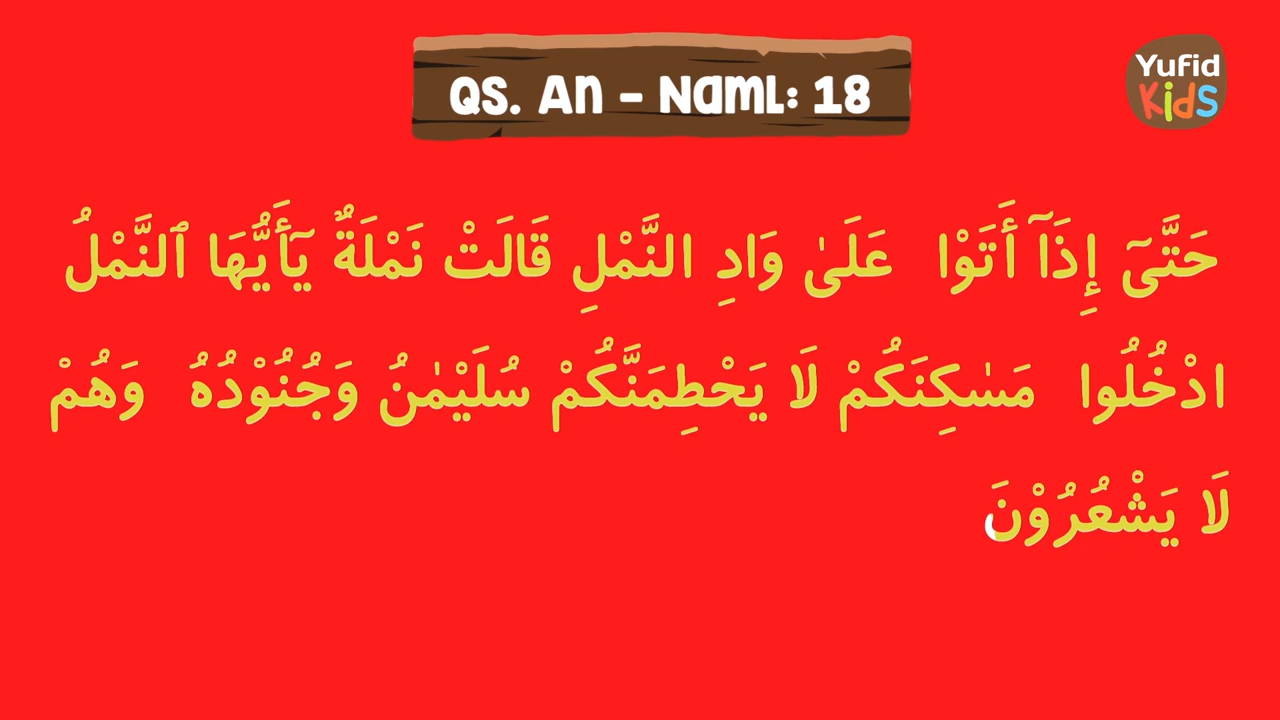 QS. An - Naml: 18
Yufid
Kids
حَتَّىٓ إِذَآ أَتَوْا عَلَىٰ وَادِ النَّمْلِ قَالَتْ نَمْلَةٌ يَٓأَيُّهَا ٱلنَّمْلُ
ادْخُلُوا مَسٰكِنَكُمْ لَا يَحْطِمَنَّكُمْ سُلَيْمٰنُ وَجُنُوْدُهُ وَهُمْ
لَا يَشْعُرُوْنَ